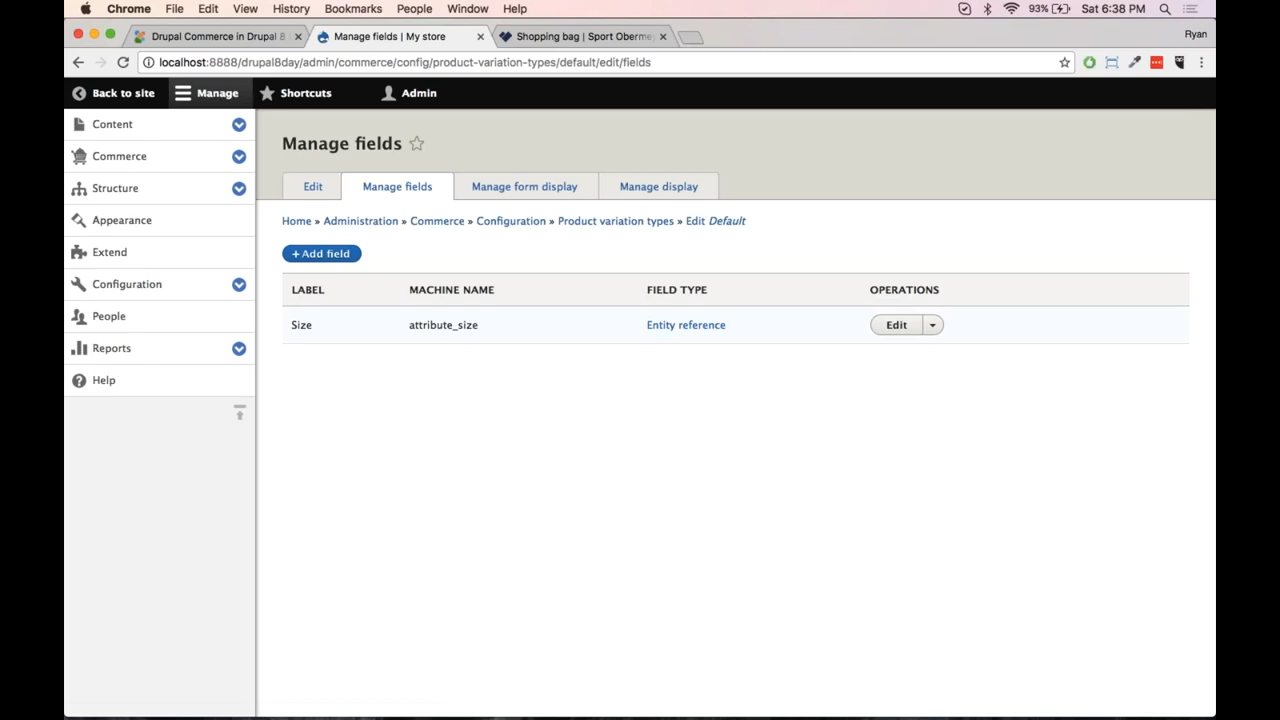 Chrome File Edit View History Bookmarks People Window Help 93% Sat 6:38 PM
Drupal Commerce in Drupal 8 Manage fields | My store Shopping bag | Sport Oberme Ryan
localhost:8888/drupal8day/admin/commerce/config/product-variation-types/default/edit/fields
Back to site Manage Shortcuts Admin
Content
Commerce
Structure
Appearance
Extend
Configuration
People
Reports
Help
Manage fields
Edit Manage fields Manage form display Manage display
Home » Administration » Commerce » Configuration » Product variation types » Edit Default
+ Add field
LABEL MACHINE NAME FIELD TYPE OPERATIONS
Size attribute_size Entity reference Edit